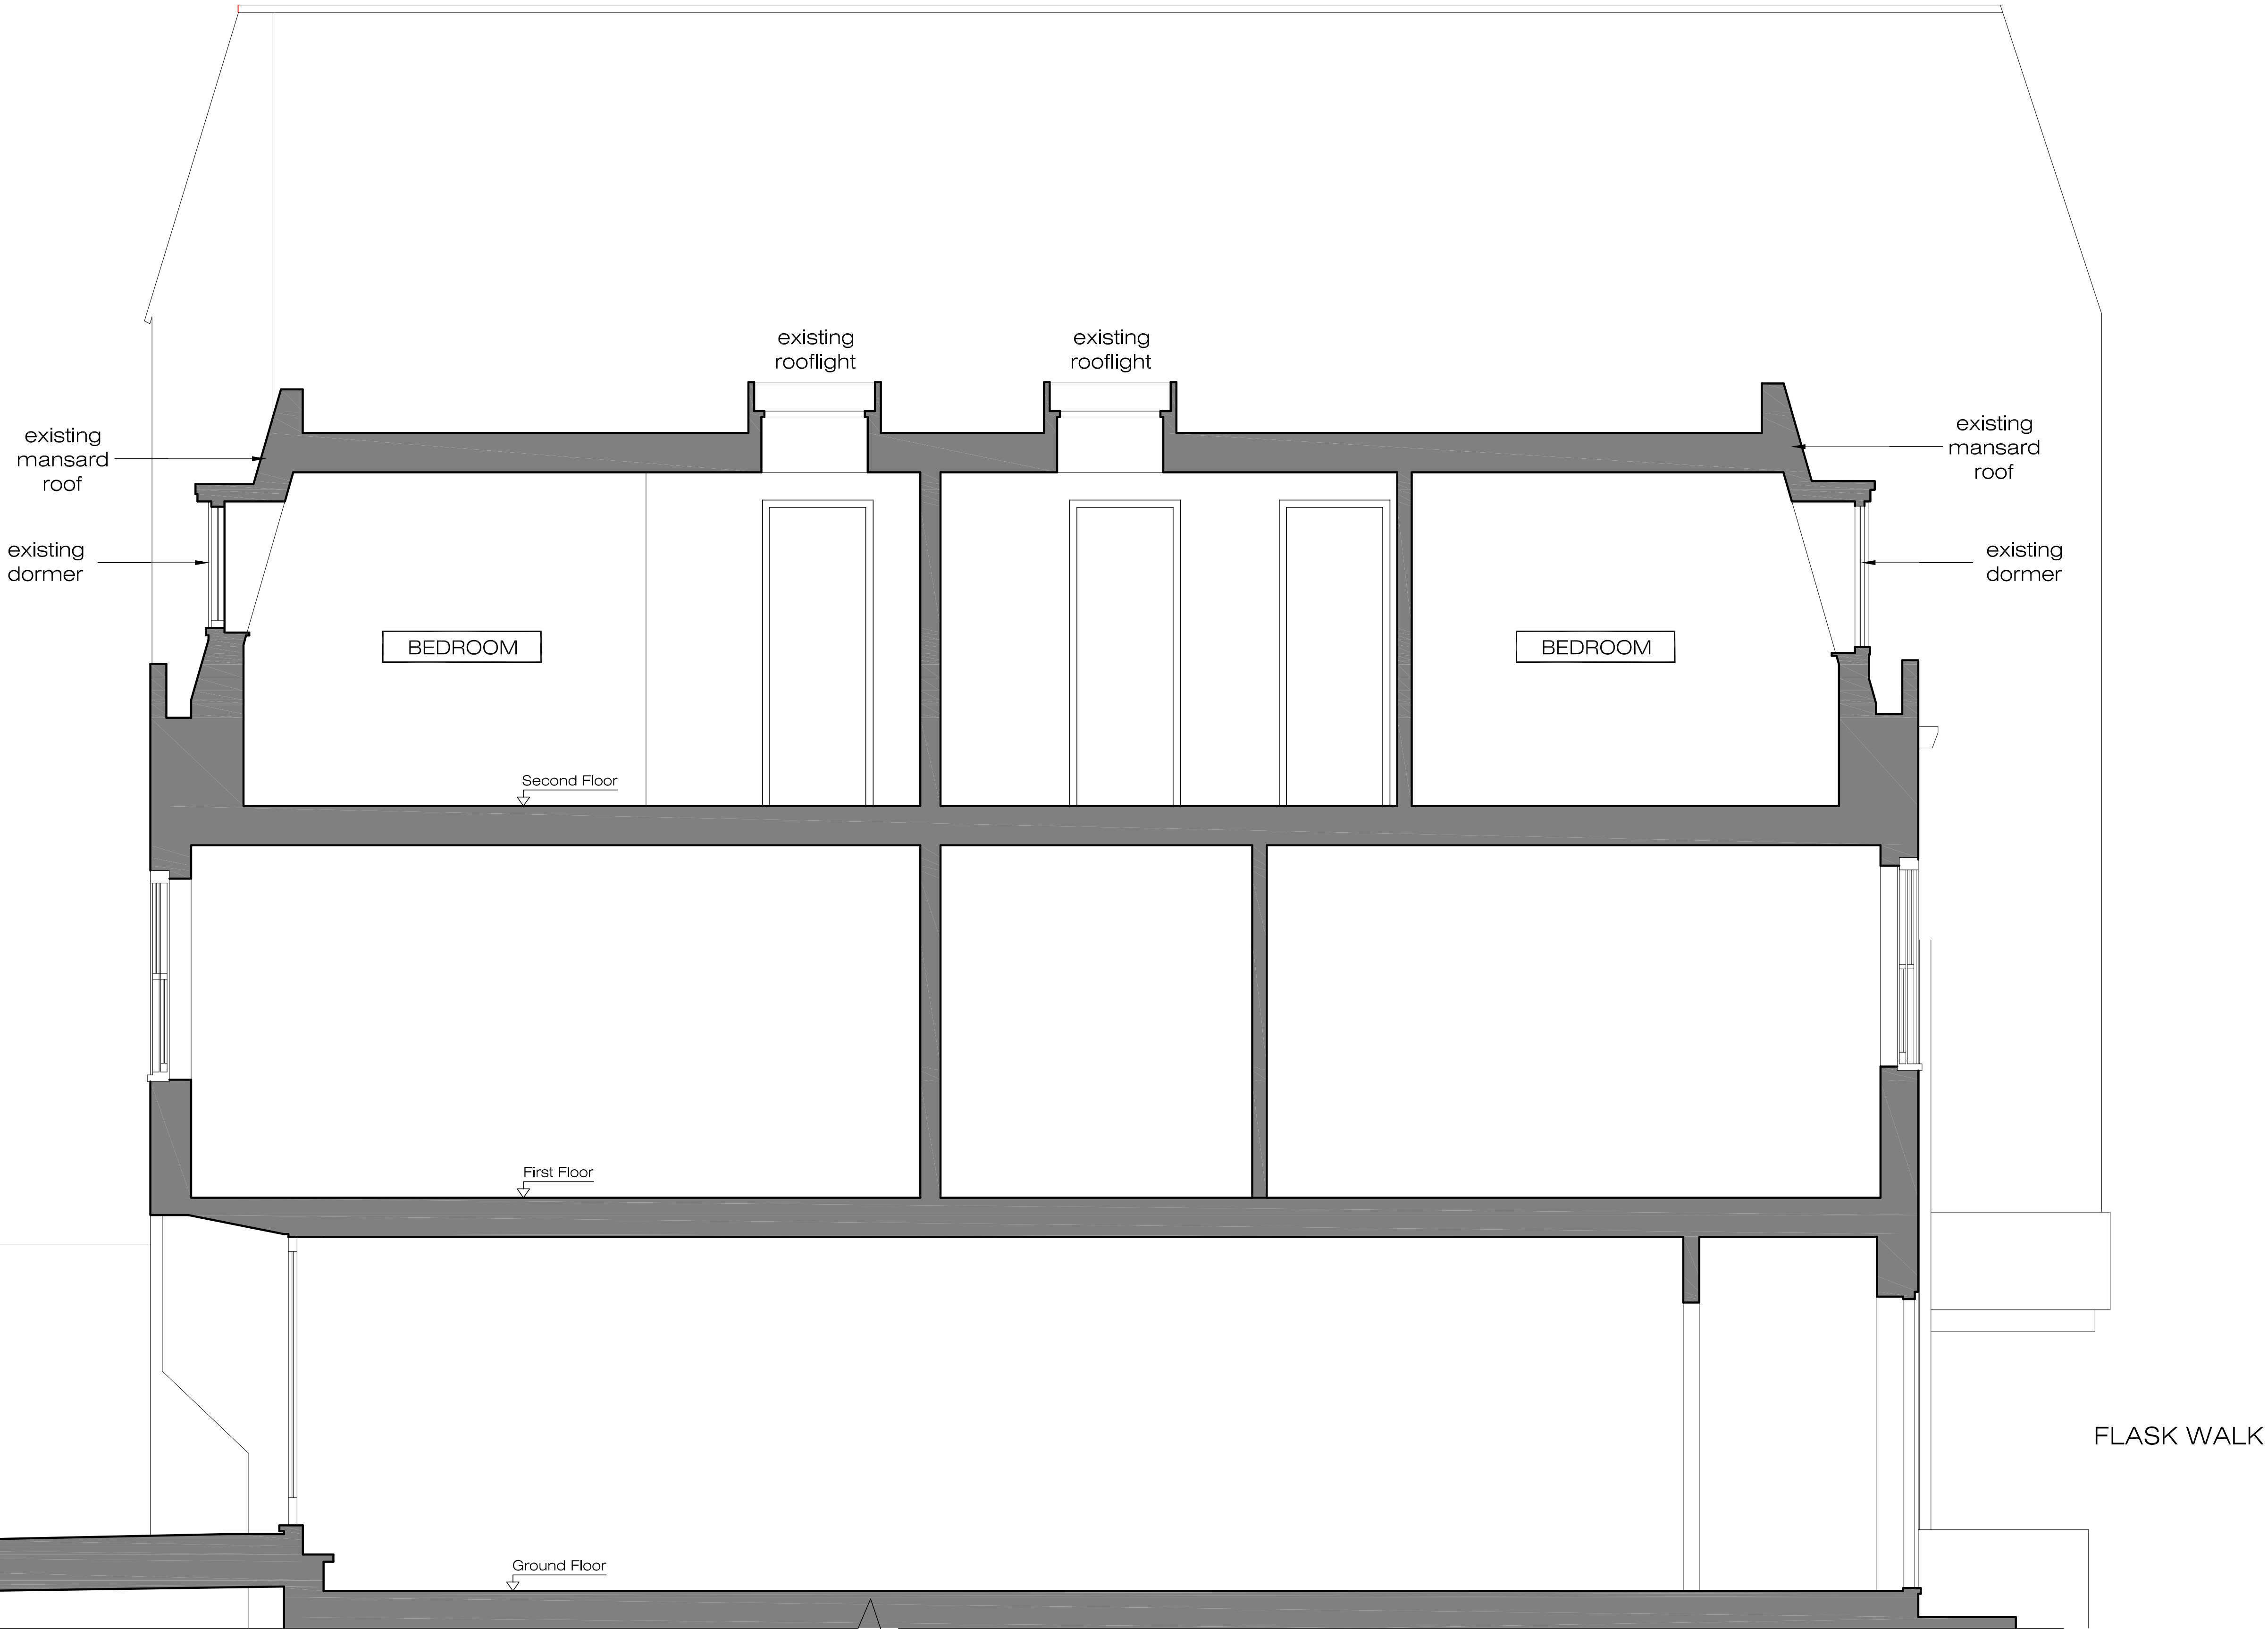 existing
rooflight
existing
rooflight
existing
mansard
roof
existing
mansard
roof
existing
dormer
existing
dormer
BEDROOM
BEDROOM
Second Floor
First Floor
FLASK WALK
Ground Floor